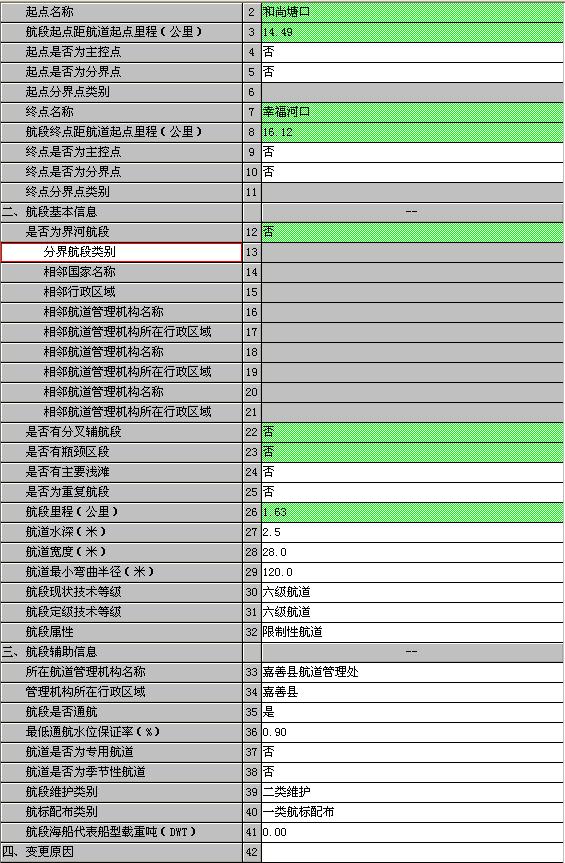 起点名称 2 和尚塘口
航段起点距航道起点里程（公里） 3 14.49
起点是否为主控点 4 否
起点是否为分界点 5 否
起点分界点类别 6
终点名称 7 幸福河口
航段终点距航道起点里程（公里） 8 16.12
终点是否为主控点 9 否
终点是否为分界点 10 否
终点分界点类别 11
二、航段基本信息 --
是否为界河航段 12 否
分界航段类别 13
相邻国家名称 14
相邻行政区域 15
相邻航道管理机构名称 16
相邻航道管理机构所在行政区域 17
相邻航道管理机构名称 18
相邻航道管理机构所在行政区域 19
相邻航道管理机构名称 20
相邻航道管理机构所在行政区域 21
是否有分叉辅航段 22 否
是否有瓶颈区段 23 否
是否有主要浅滩 24 否
是否为重复航段 25 否
航段里程（公里） 26 1.63
航道水深（米） 27 2.5
航道宽度（米） 28 28.0
航道最小弯曲半径（米） 29 120.0
航段现状技术等级 30 六级航道
航段定级技术等级 31 六级航道
航段属性 32 限制性航道
三、航段辅助信息 --
所在航道管理机构名称 33 嘉善县航道管理处
管理机构所在行政区域 34 嘉善县
航段是否通航 35 是
最低通航水位保证率（%） 36 0.90
航道是否为专用航道 37 否
航道是否为季节性航道 38 否
航段维护类别 39 二类维护
航标配布类别 40 一类航标配布
航段海船代表船型载重吨（DWT） 41 0.00
四、变更原因 42